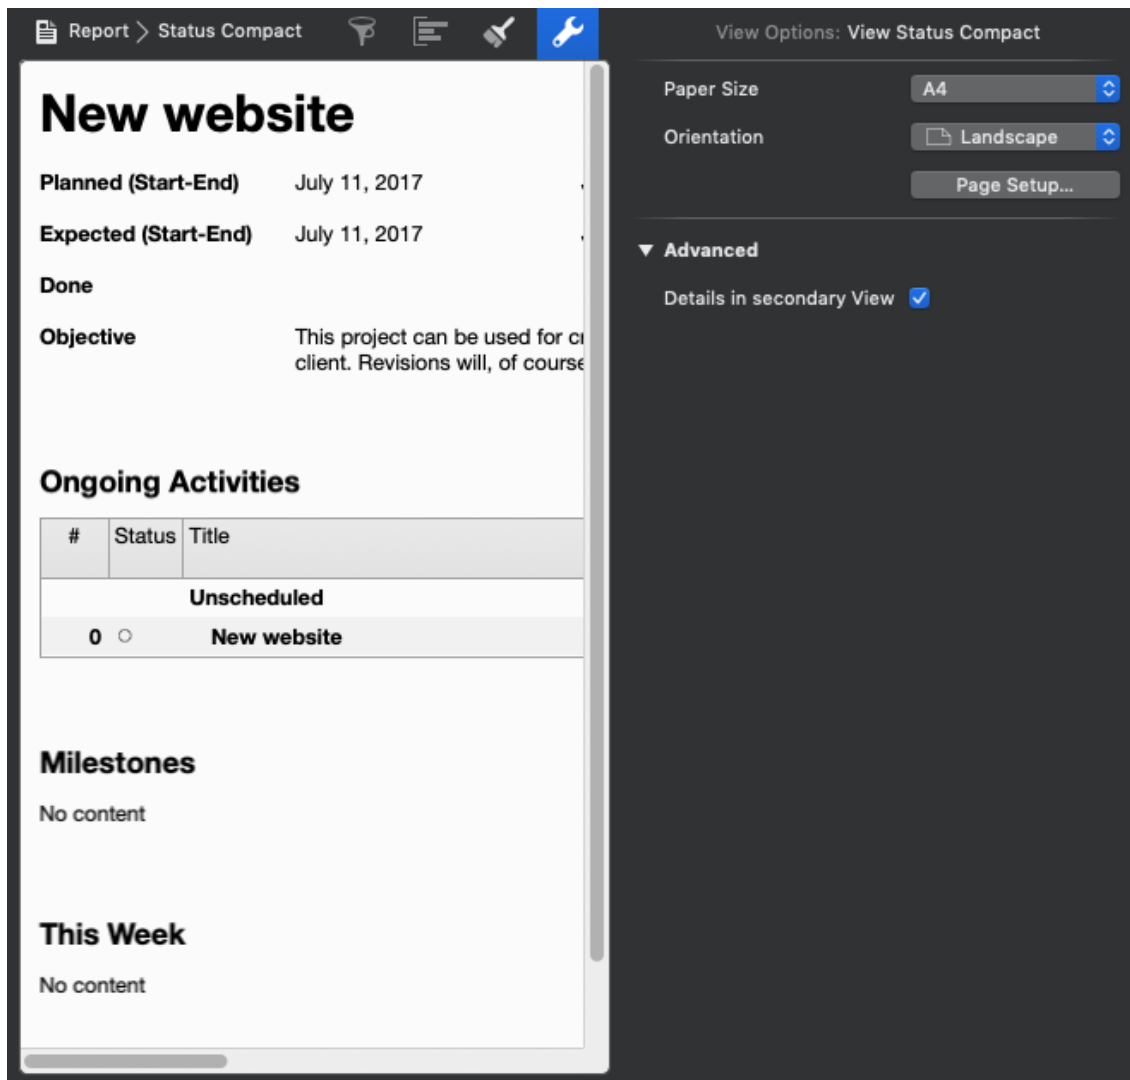 Report > Status Compact
View Options: View Status Compact
New website
Planned (Start-End) July 11, 2017
Expected (Start-End) July 11, 2017
Done
Objective This project can be used for
client. Revisions will, of course
Ongoing Activities
# Status Title
Unscheduled
0 New website
Milestones
No content
This Week
No content
Paper Size A4
Orientation Landscape
Page Setup...
Advanced
Details in secondary View